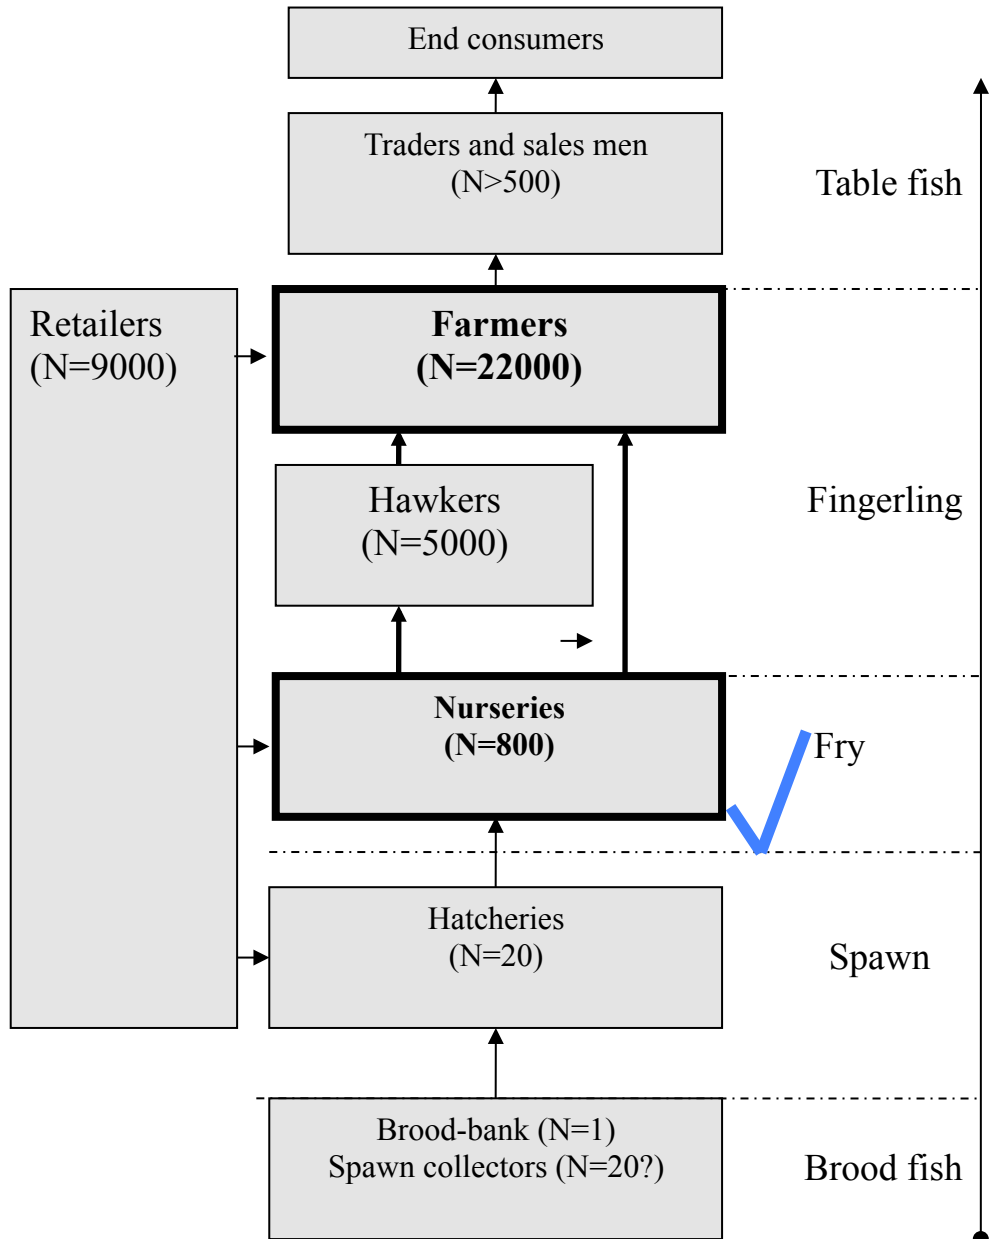 End consumers
Traders and sales men
(N>500)
Table fish
Retailers
(N=9000)
Farmers
(N=22000)
Hawkers
(N=5000)
Fingerling
Nurseries
(N=800)
Fry
Hatcheries
(N=20)
Spawn
Brood-bank (N=1)
Spawn collectors (N=20?)
Brood fish